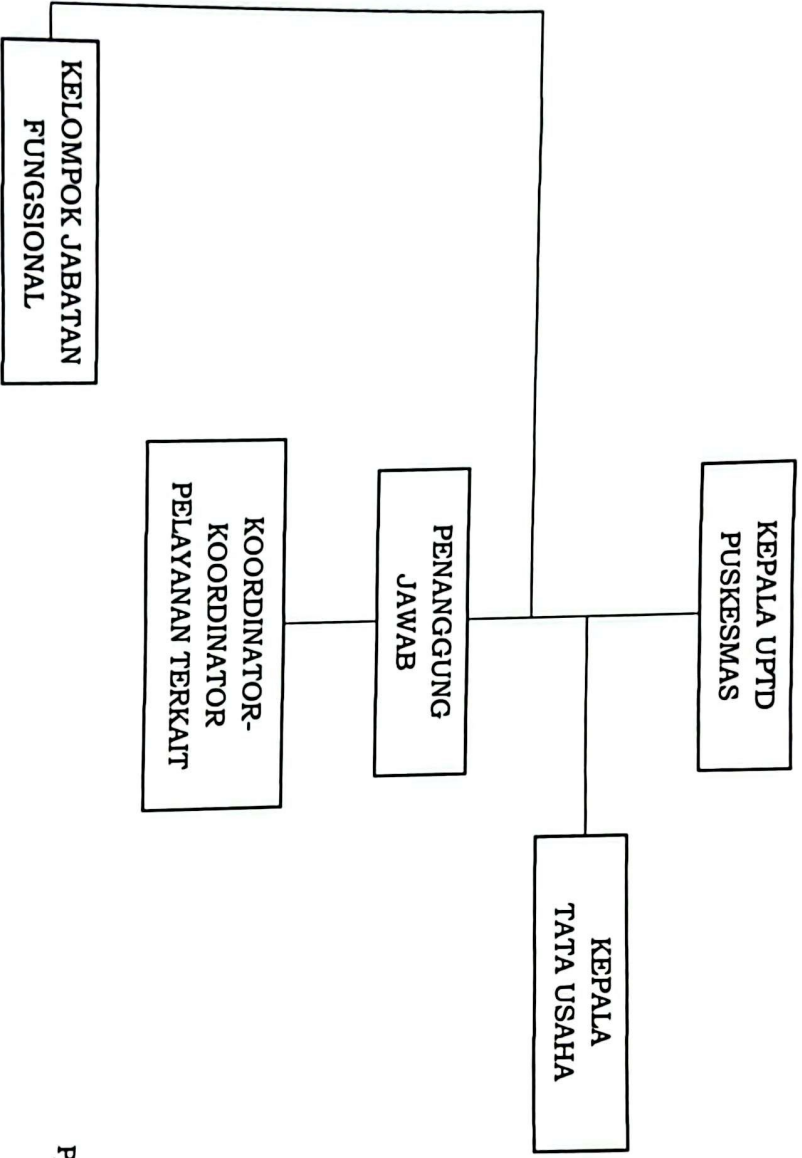 KEPALA UPTD
PUSKESMAS
KEPALA
TATA USAHA
PENANGGUNG
JAWAB
KOORDINATOR-
KOORDINATOR
PELAYANAN TERKAIT
KELOMPOK JABATAN
FUNGSIONAL
P